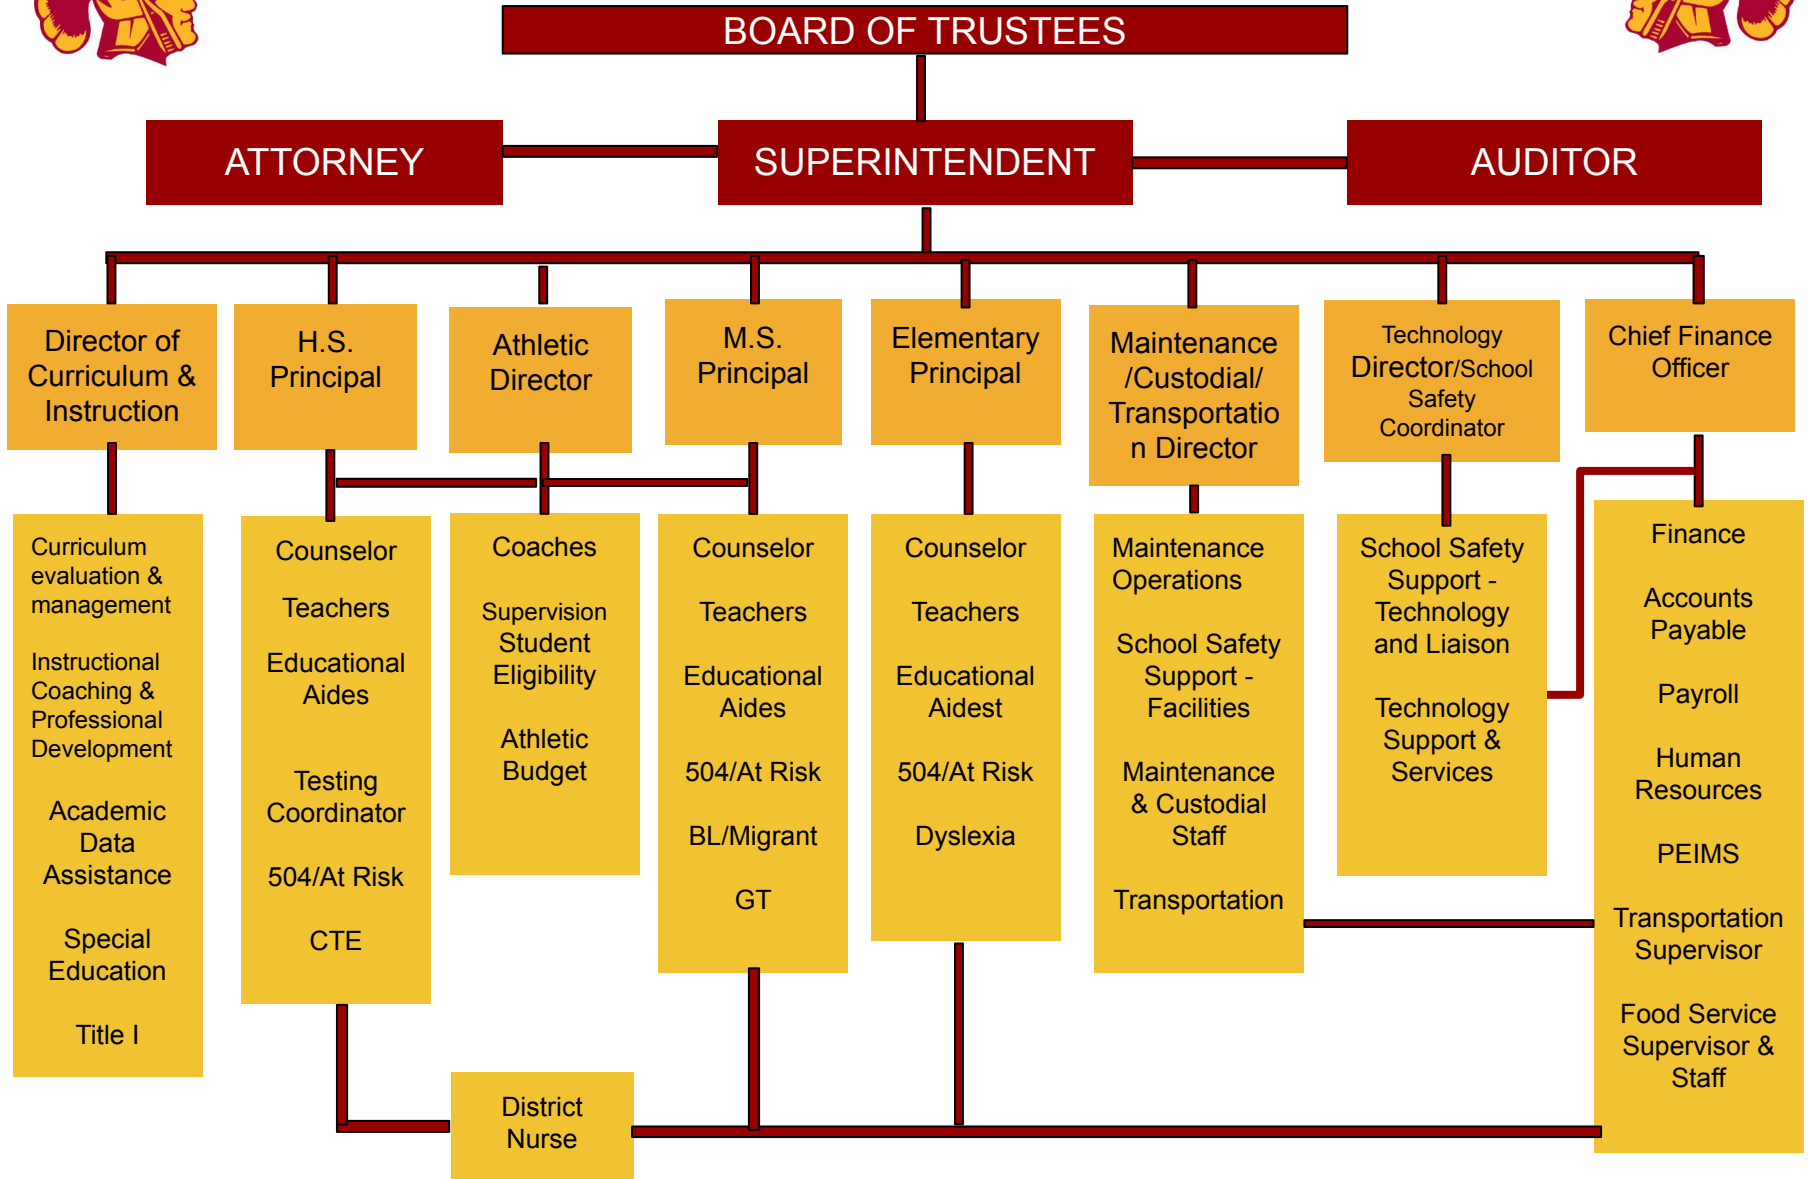 BOARD OF TRUSTEES
ATTORNEY
SUPERINTENDENT
AUDITOR
Director of
Curriculum &
Instruction
H.S.
Principal
Athletic
Director
M.S.
Principal
Elementary
Principal
Maintenance
/Custodial/
Transportatio
n Director
Technology
Director/School
Safety
Coordinator
Chief Finance
Officer
Curriculum
evaluation &
management
Instructional
Coaching &
Professional
Development
Academic
Data
Assistance
Special
Education
Title I
Counselor
Teachers
Educational
Aides
Testing
Coordinator
504/At Risk
CTE
Coaches
Supervision
Student
Eligibility
Athletic
Budget
Counselor
Teachers
Educational
Aides
504/At Risk
BL/Migrant
GT
Counselor
Teachers
Educational
Aidest
504/At Risk
Dyslexia
Maintenance
Operations
School Safety
Support -
Facilities
Maintenance
& Custodial
Staff
Transportation
School Safety
Support -
Technology
and Liaison
Technology
Support &
Services
Finance
Accounts
Payable
Payroll
Human
Resources
PEIMS
Transportation
Supervisor
Food Service
Supervisor &
Staff
District
Nurse